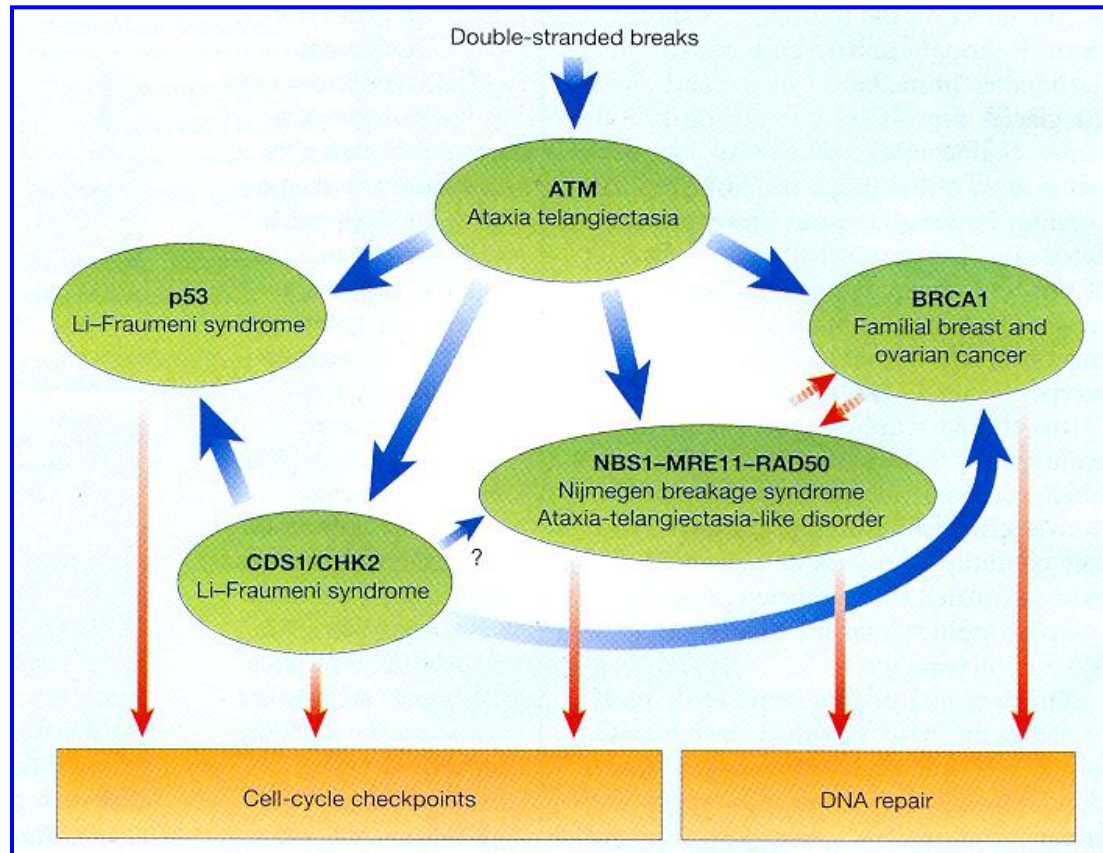 Double-stranded breaks
ATM
Ataxia telangiectasia
p53
Li–Fraumeni syndrome
BRCA1
Familial breast and
ovarian cancer
NBS1–MRE11–RAD50
Nijmegen breakage syndrome
Ataxia-telangiectasia-like disorder
?
CDS1/CHK2
Li–Fraumeni syndrome
Cell-cycle checkpoints
DNA repair